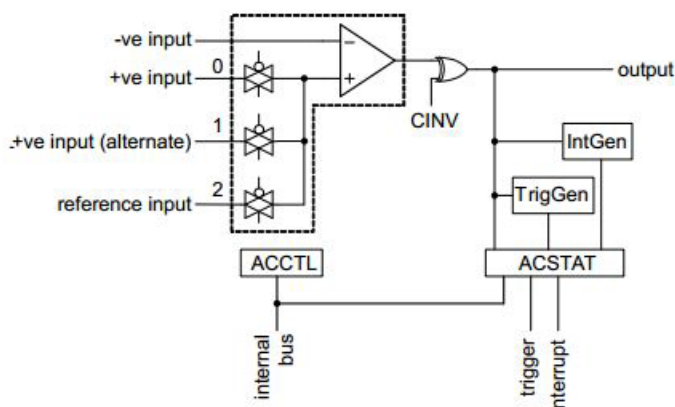 -ve input
+ve input
0
+ve input (alternate)
1
reference input
2
−
+
CINV
output
IntGen
TrigGen
ACCTL
ACSTAT
internal
bus
trigger
nterrupt